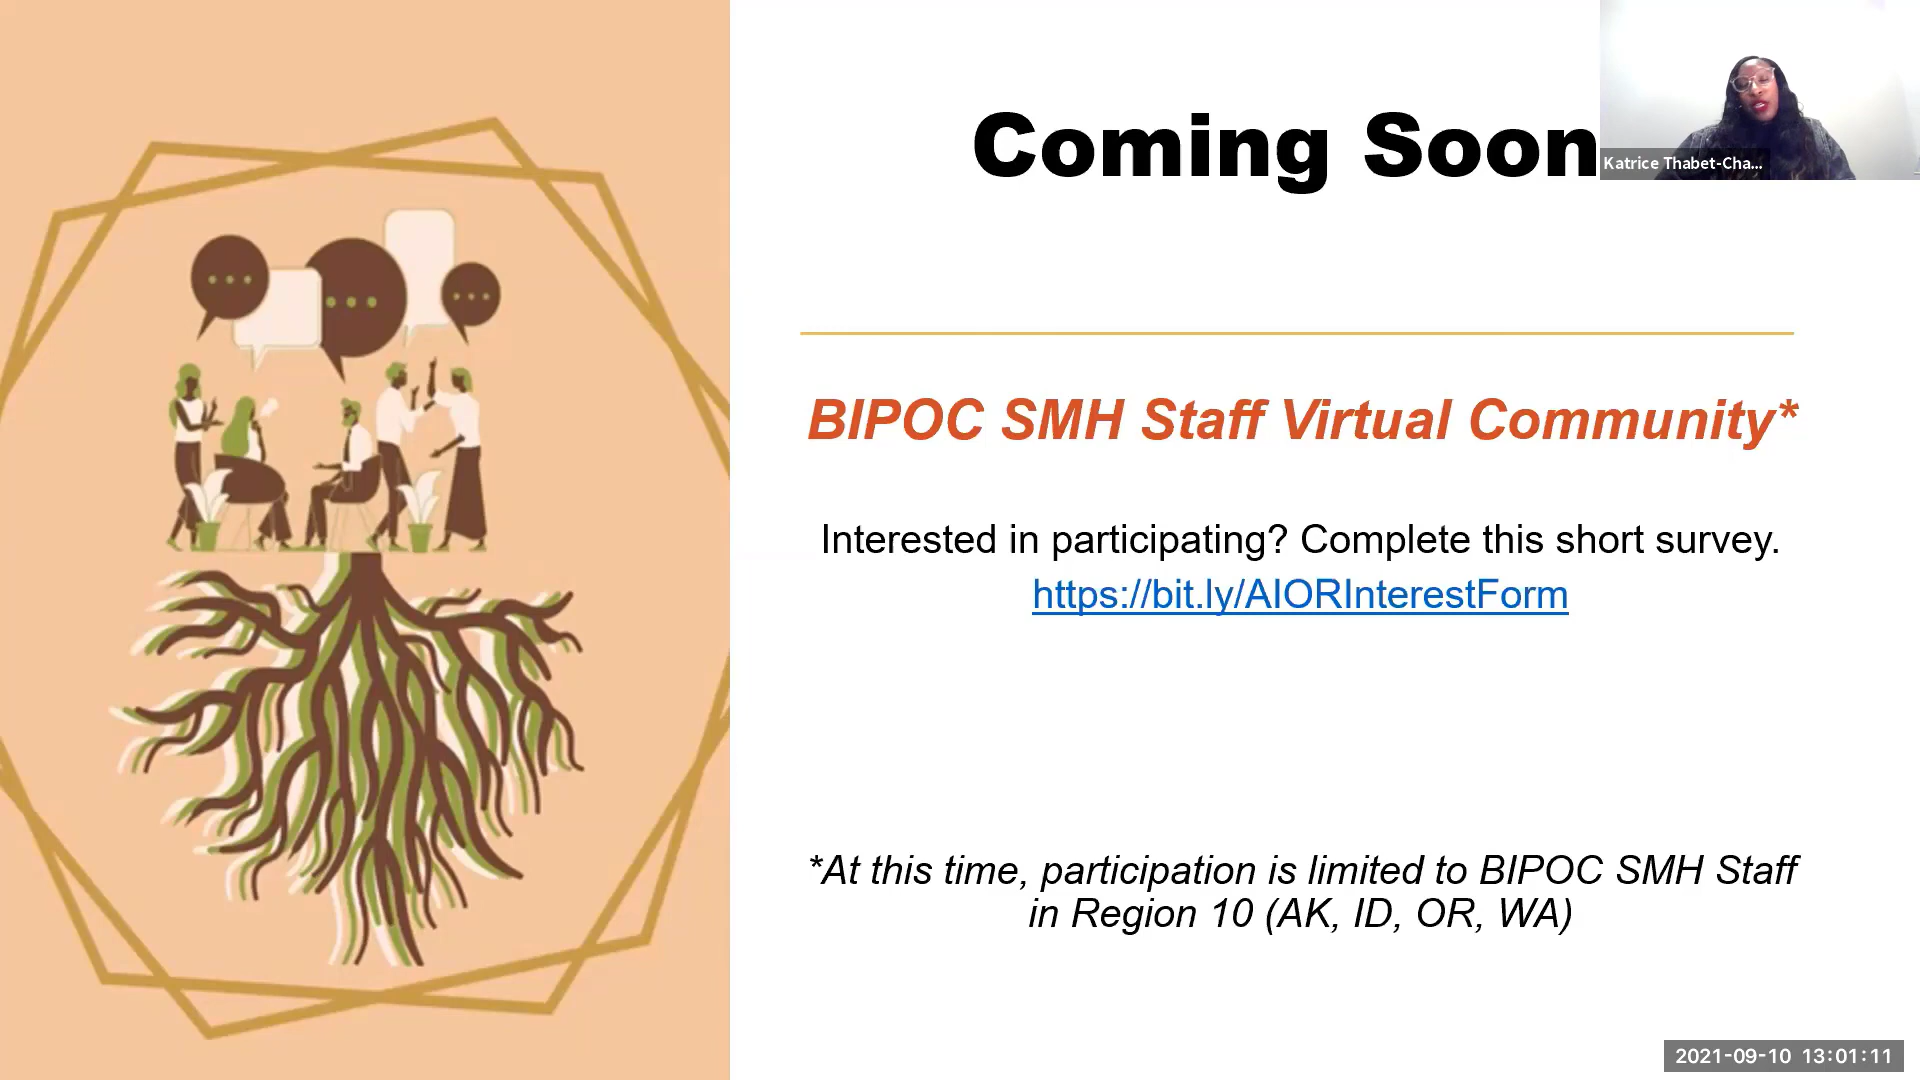 Coming Soon
Katrice Thabet-Cha...
BIPOC SMH Staff Virtual Community*
Interested in participating? Complete this short survey.
https://bit.ly/AIORInterestForm
*At this time, participation is limited to BIPOC SMH Staff
in Region 10 (AK, ID, OR, WA)
2021-09-10 13:01:11